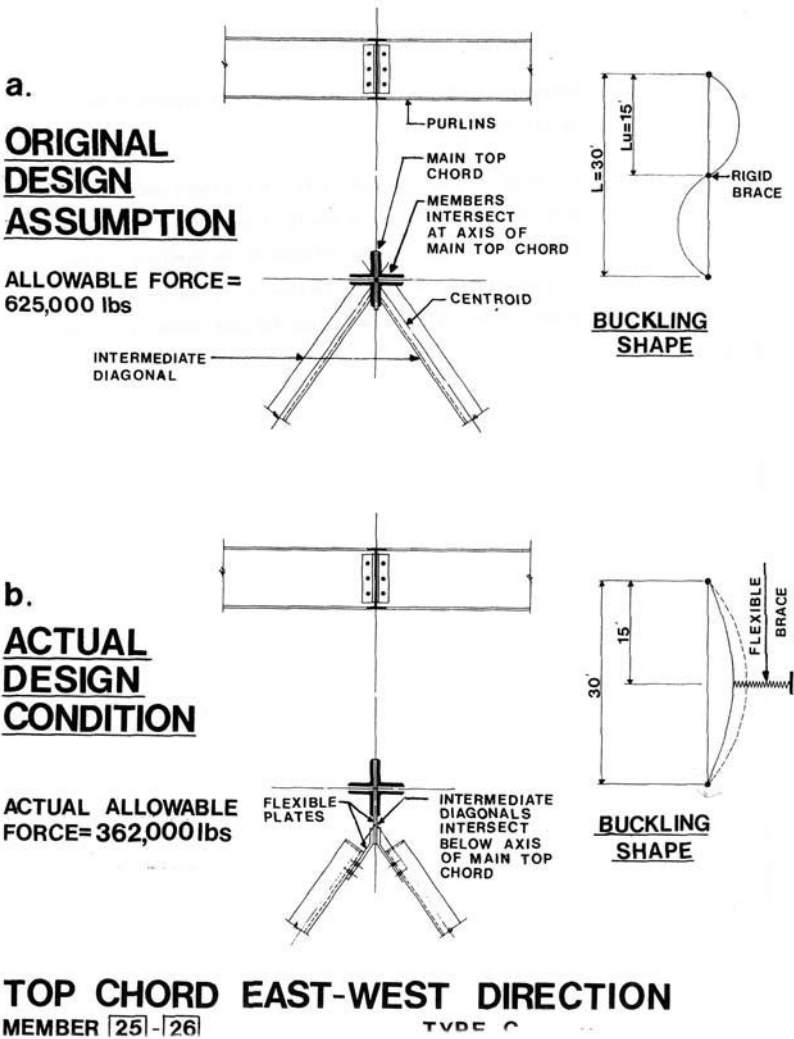 a.
ORIGINAL
DESIGN
ASSUMPTION
ALLOWABLE FORCE=
625,000 lbs
PURLINS
MAIN TOP
CHORD
MEMBERS
INTERSECT
AT AXIS OF
MAIN TOP CHORD
CENTROID
INTERMEDIATE
DIAGONAL
L=30'
Lu=15'
RIGID
BRACE
BUCKLING
SHAPE
b.
ACTUAL
DESIGN
CONDITION
ACTUAL ALLOWABLE
FORCE=362,000 lbs
FLEXIBLE
PLATES
INTERMEDIATE
DIAGONALS
INTERSECT
BELOW AXIS
OF MAIN TOP
CHORD
30'
15'
FLEXIBLE
BRACE
BUCKLING
SHAPE
TOP CHORD EAST-WEST DIRECTION
MEMBER 25-26